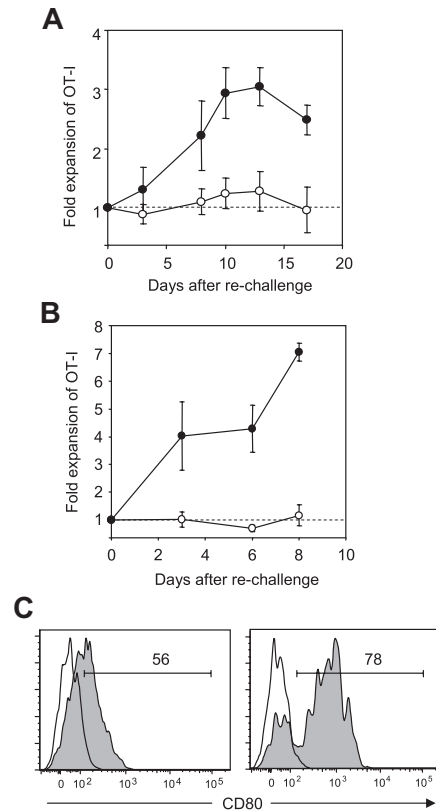 A
Fold expansion of OT-I
4
3
2
1
0 5 10 15 20
Days after re-challenge
B
Fold expansion of OT-I
8
7
6
5
4
3
2
1
0 2 4 6 8 10
Days after re-challenge
C
56
78
0 10² 10³ 10⁴ 10⁵
0 10² 10³ 10⁴ 10⁵
CD80